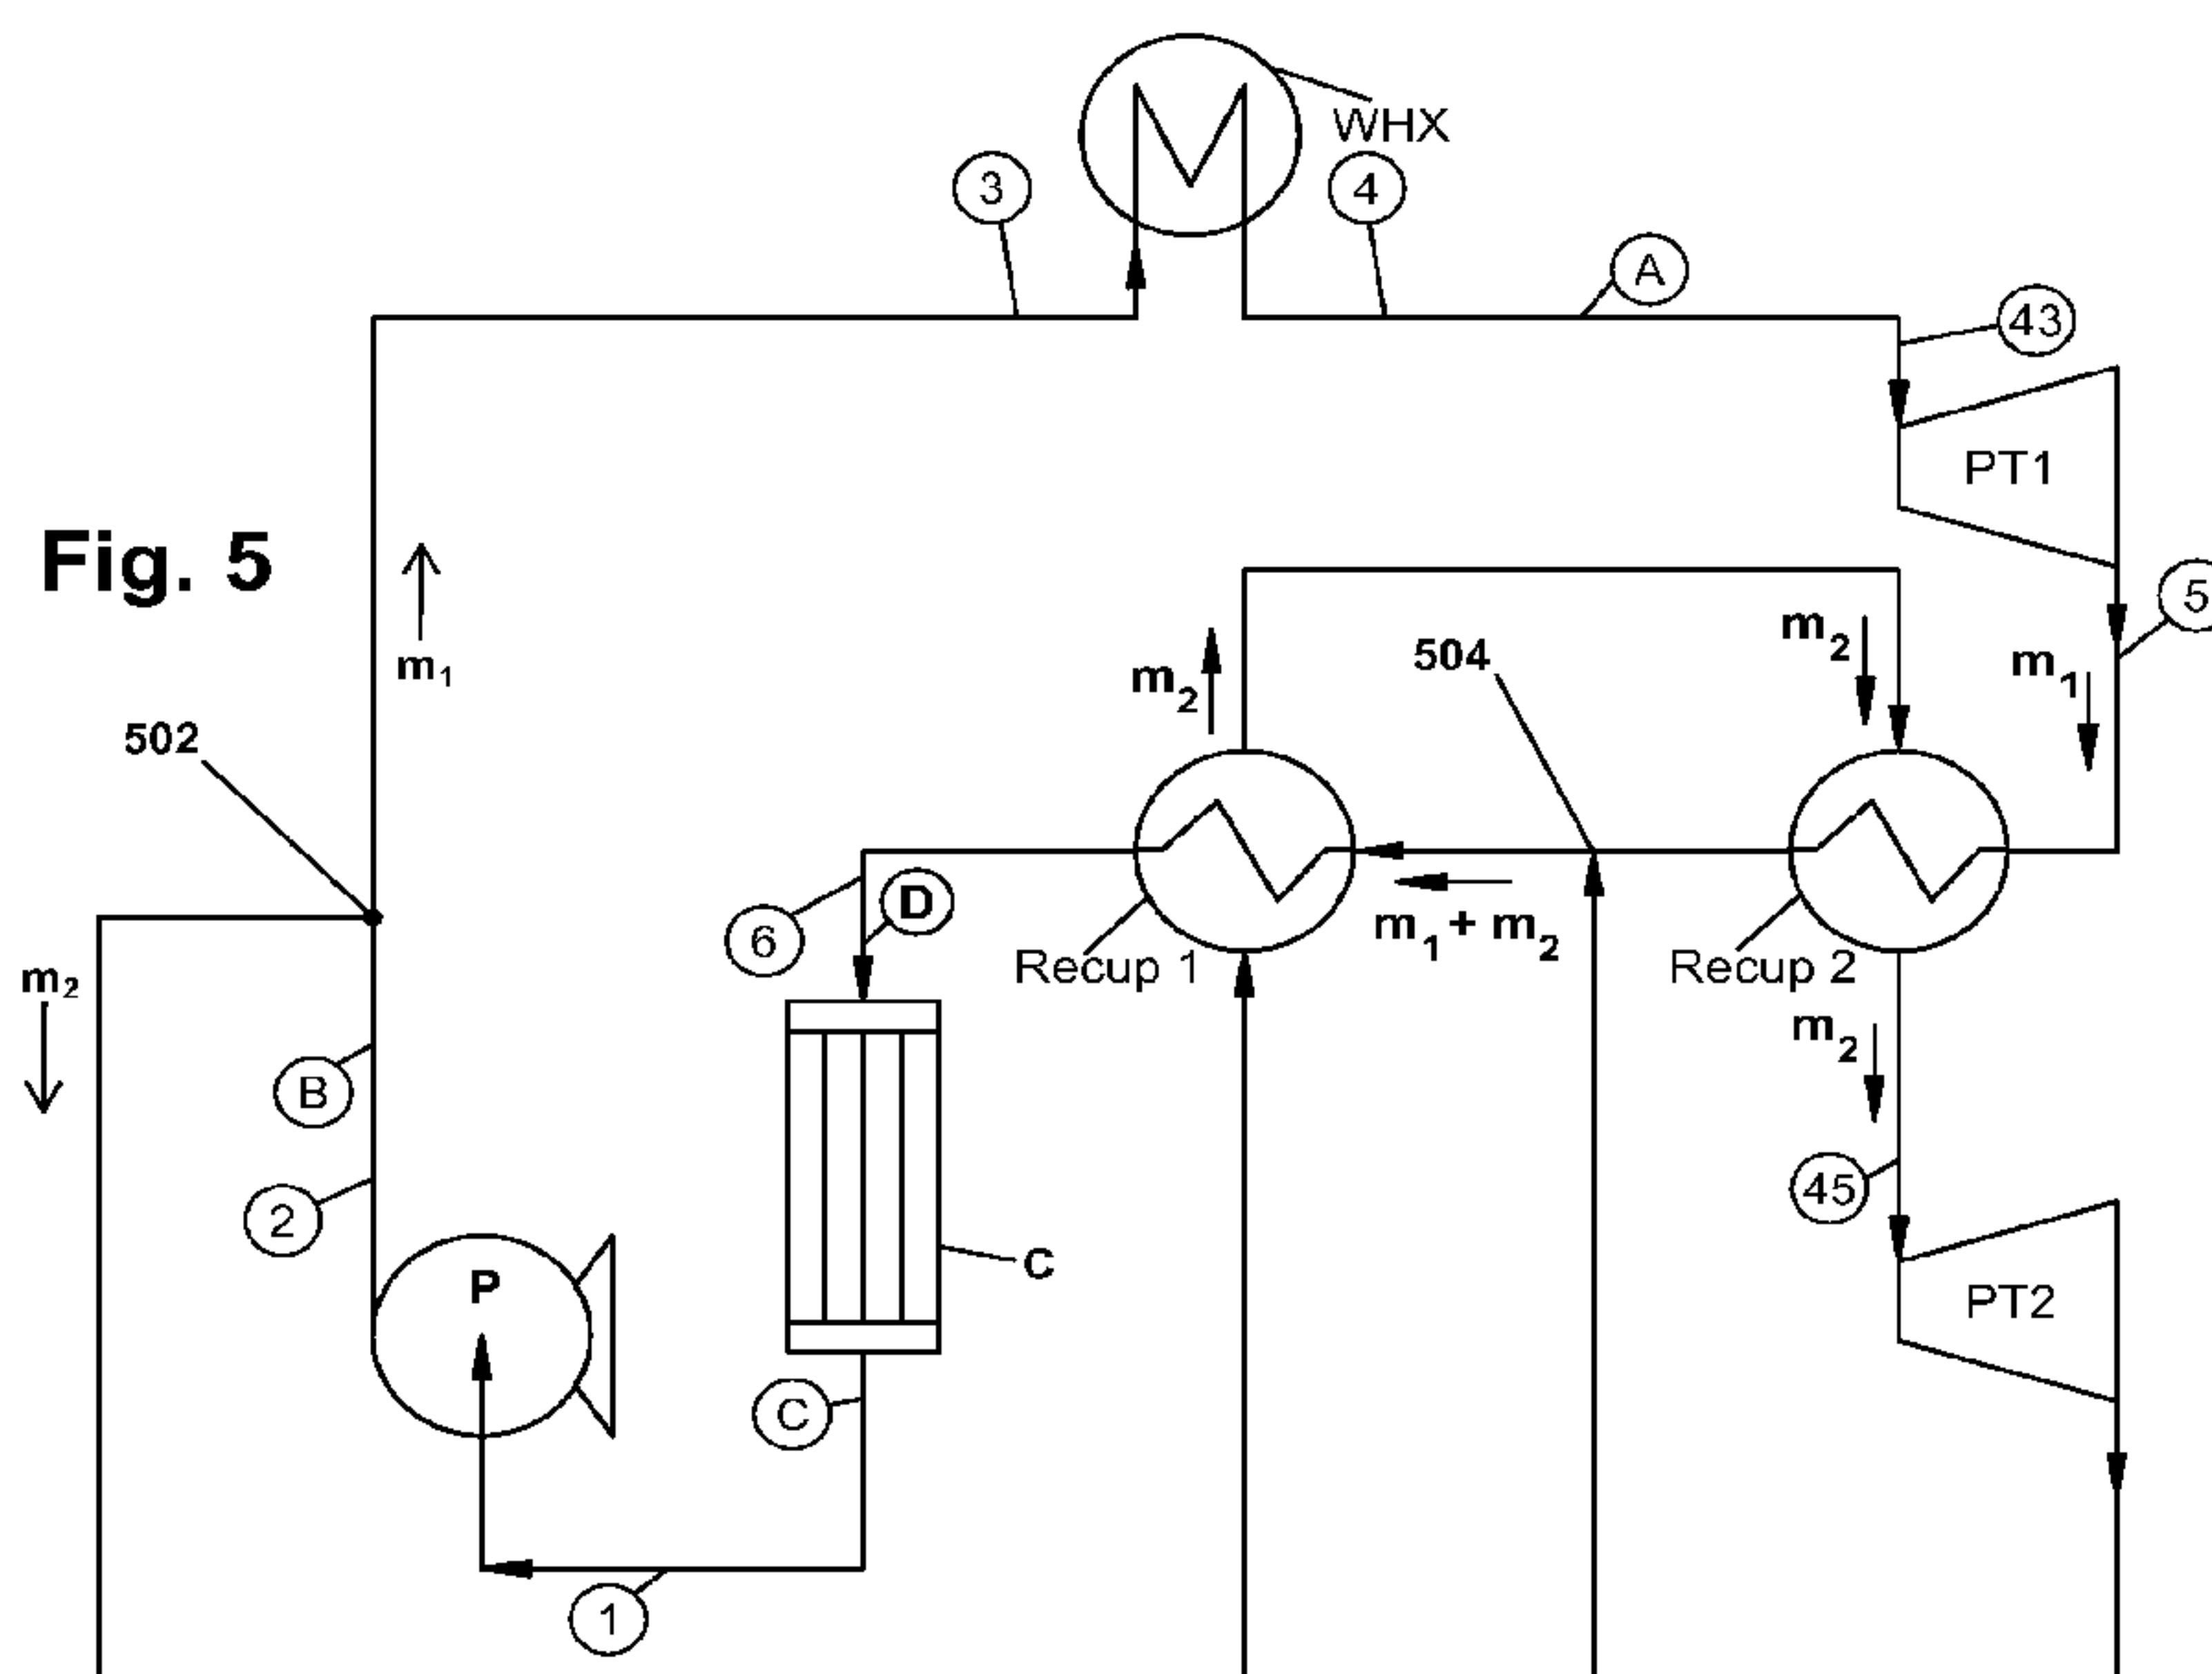 WHX
3
4
A
43
PT1
Fig. 5
5
m₁
m₂
504
m₂
m₁
502
6
D
m₁ + m₂
Recup 1
Recup 2
m₂
m₂
B
45
2
P
C
PT2
C
1